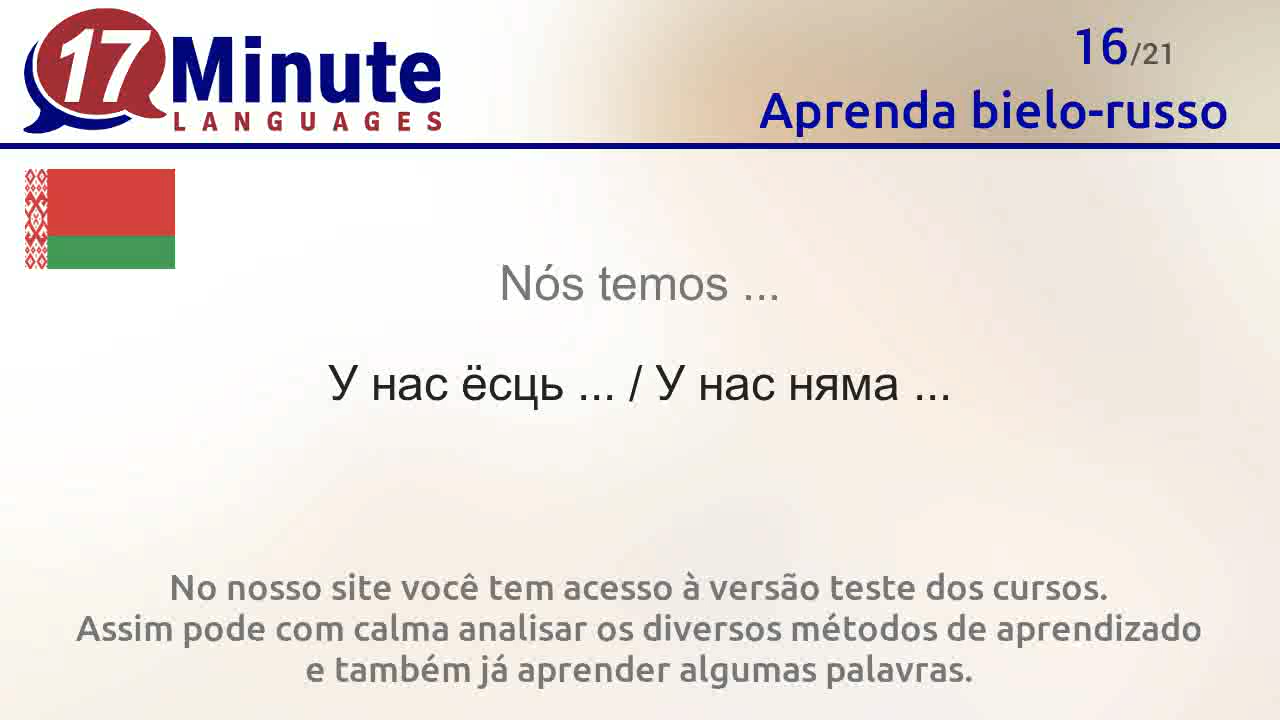 17 Minute
LANGUAGES
16/21
Aprenda bielo-russo
Nós temos ...
У нас ёсць ... / У нас няма ...
No nosso site você tem acesso à versão teste dos cursos.
Assim pode com calma analisar os diversos métodos de aprendizado
e também já aprender algumas palavras.